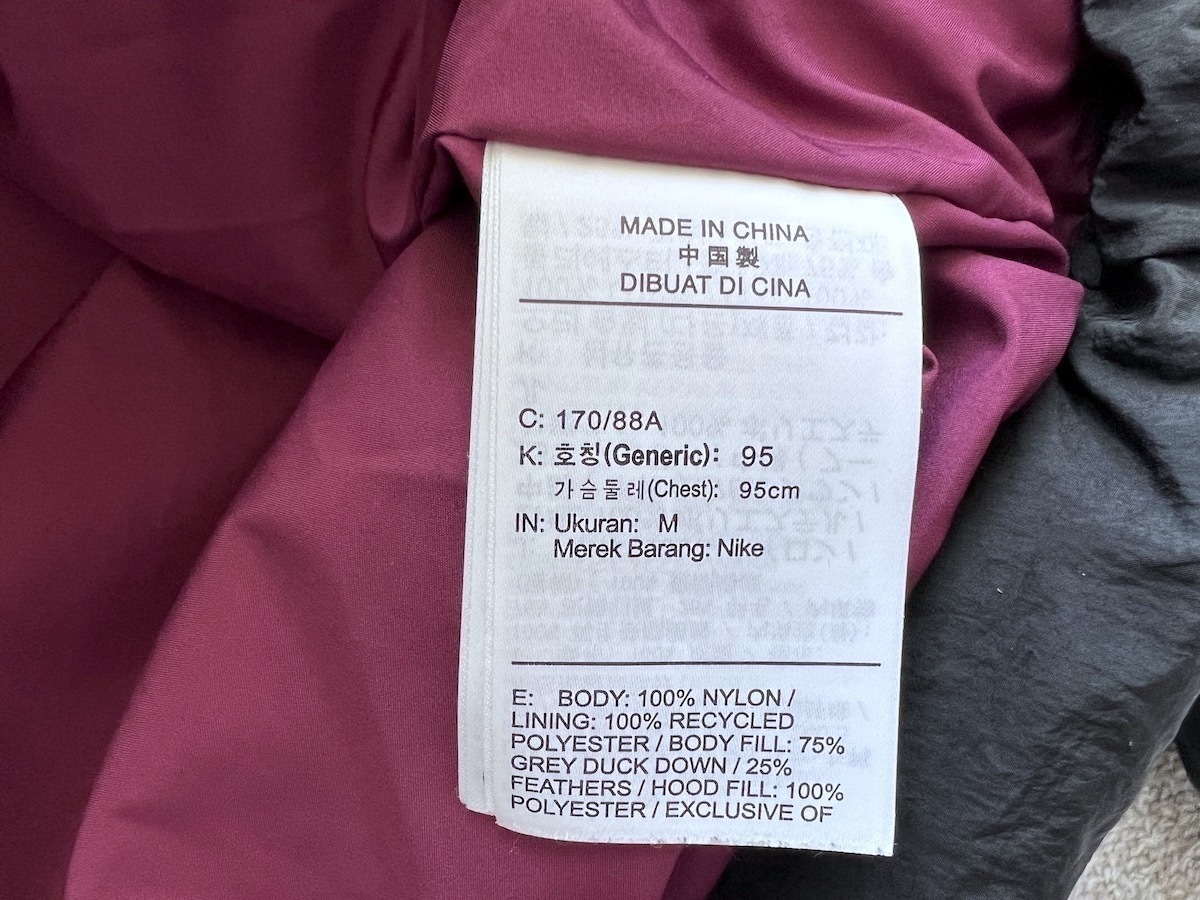 MADE IN CHINA
中国製
DIBUAT DI CINA
C: 170/88A
K: 호칭(Generic): 95
가슴둘레(Chest): 95cm
IN: Ukuran: M
Merek Barang: Nike
E: BODY: 100% NYLON /
LINING: 100% RECYCLED
POLYESTER / BODY FILL: 75%
GREY DUCK DOWN / 25%
FEATHERS / HOOD FILL: 100%
POLYESTER / EXCLUSIVE OF